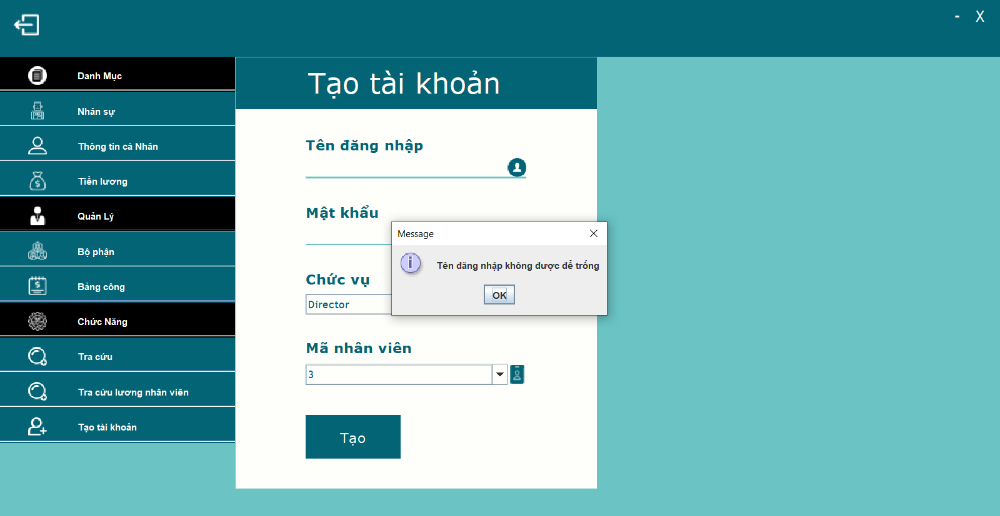 - X
Danh Mục
Nhân sự
Thông tin cá Nhân
Tiền lương
Quản Lý
Bộ phận
Bảng công
Chức Năng
Tra cứu
Tra cứu lương nhân viên
Tạo tài khoản
Tạo tài khoản
Tên đăng nhập
Mật khẩu
Chức vụ
Director
Mã nhân viên
3
Tạo
Message
Tên đăng nhập không được để trống
OK